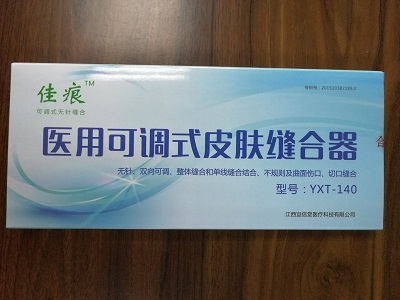 佳痕™
可调式无针缝合
医用可调式皮肤缝合器
无针、双向可调、整体缝合和单线缝合结合、不规则及曲面伤口、切口缝合
型号：YXT-140